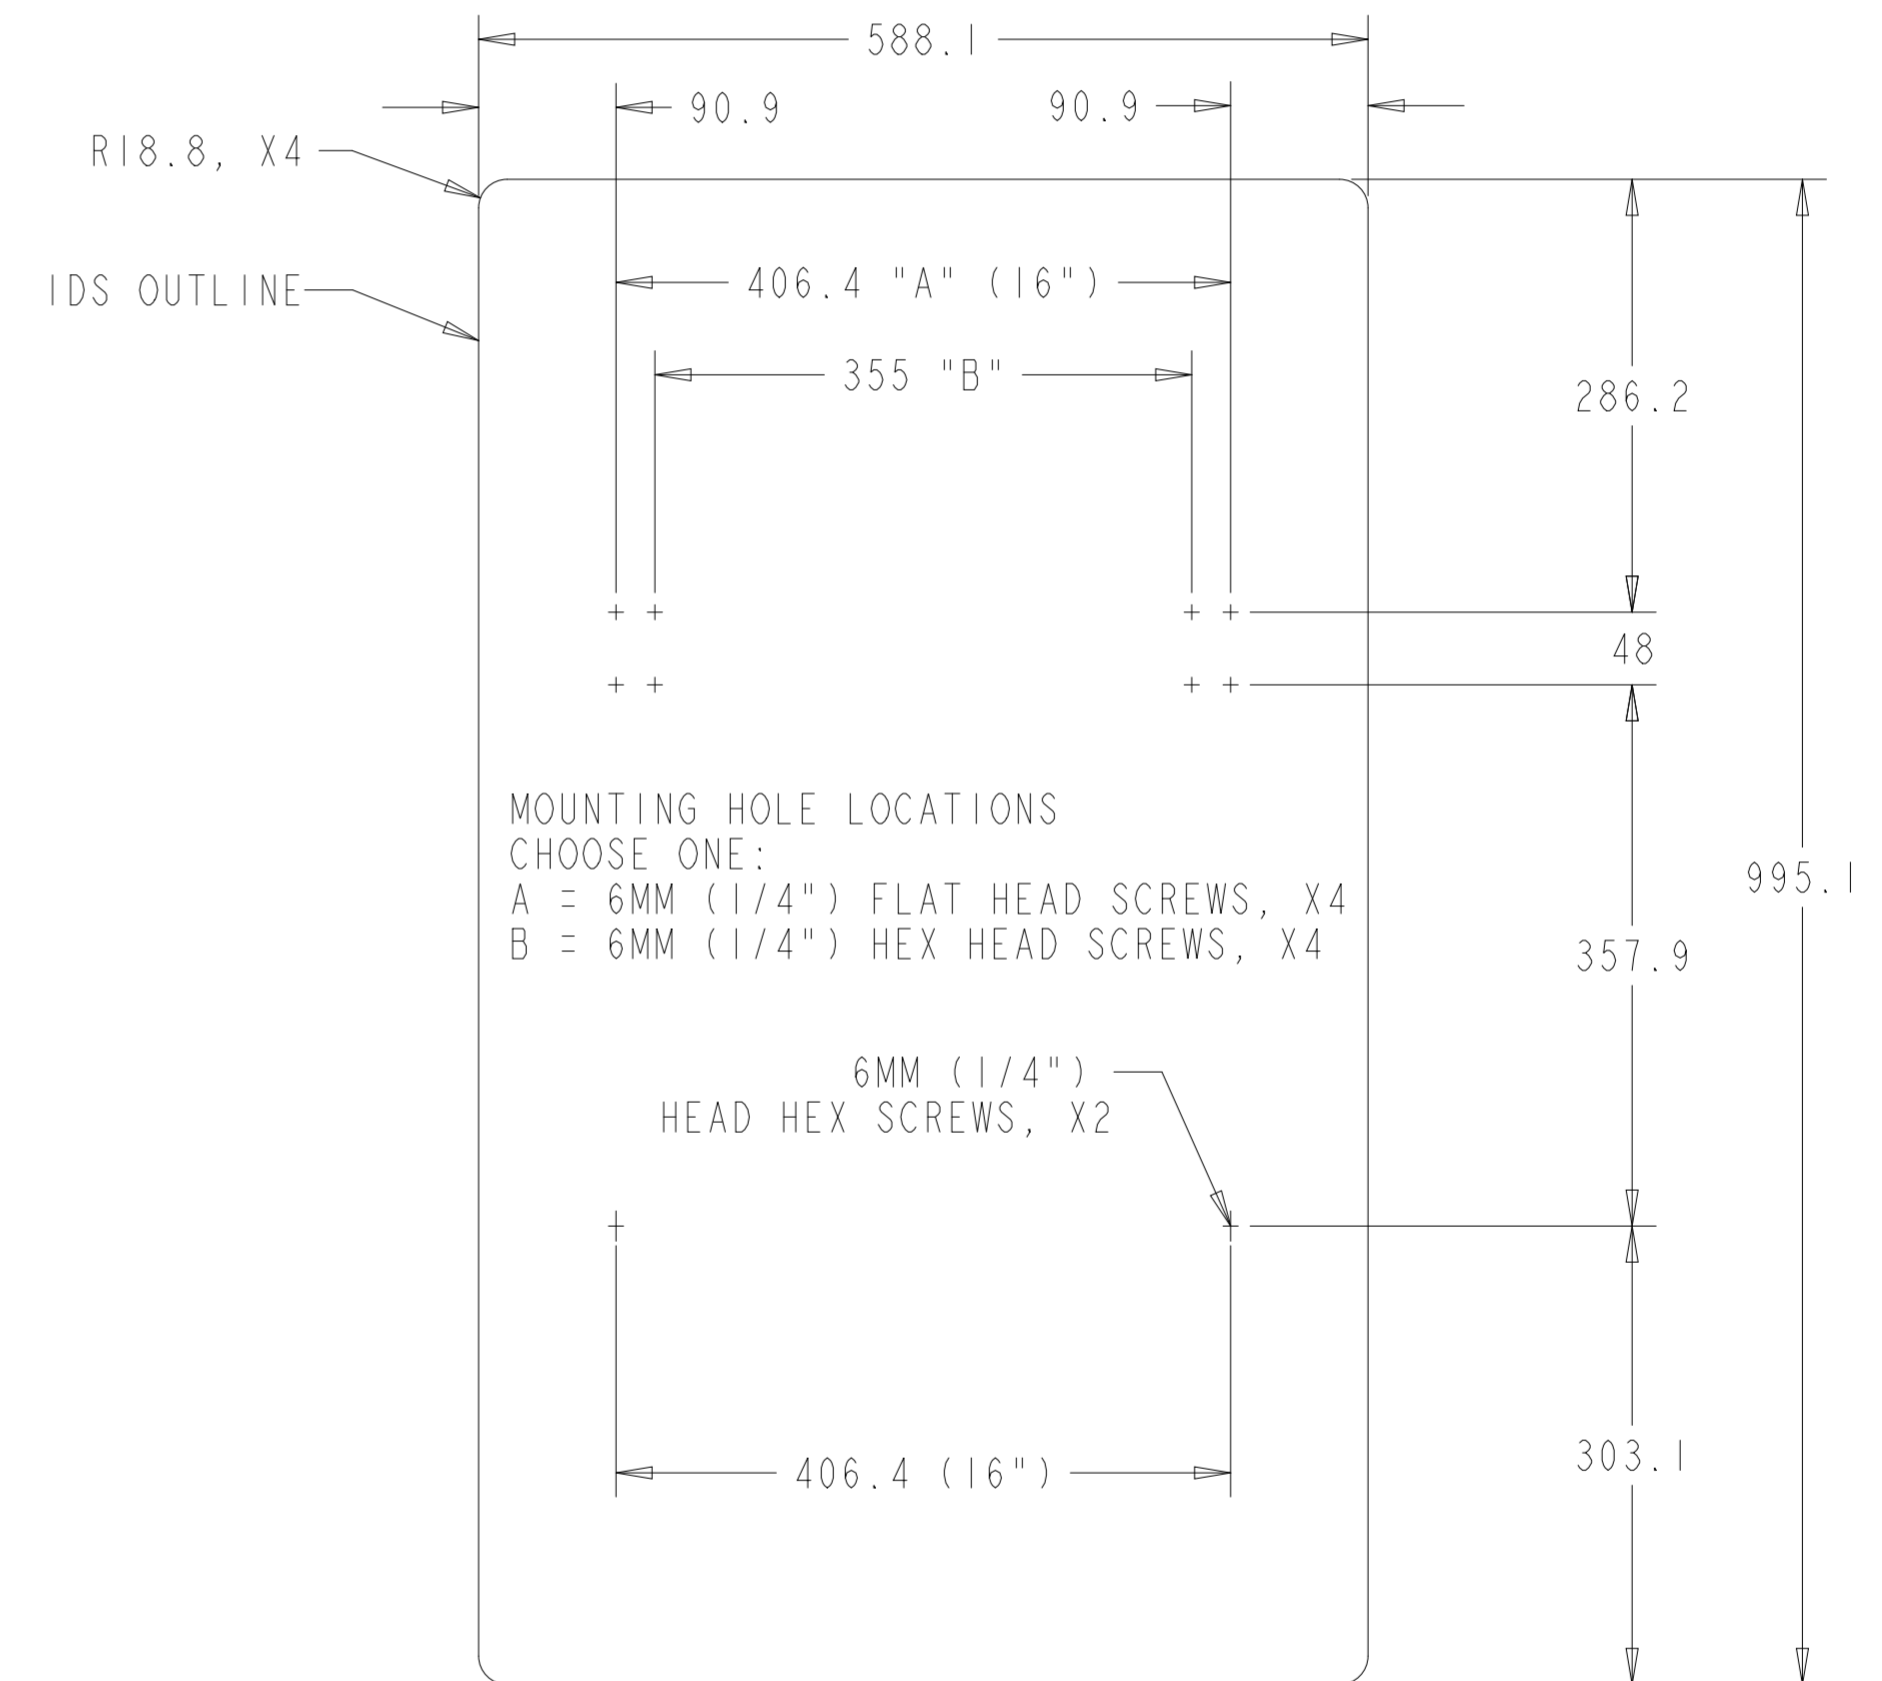 588.1
90.9
90.9
R18.8, X4
IDS OUTLINE
406.4 "A" (16")
355 "B"
286.2
48
MOUNTING HOLE LOCATIONS
CHOOSE ONE:
A = 6MM (1/4") FLAT HEAD SCREWS, X4
B = 6MM (1/4") HEX HEAD SCREWS, X4
995.1
357.9
6MM (1/4")
HEAD HEX SCREWS, X2
303.1
406.4 (16")